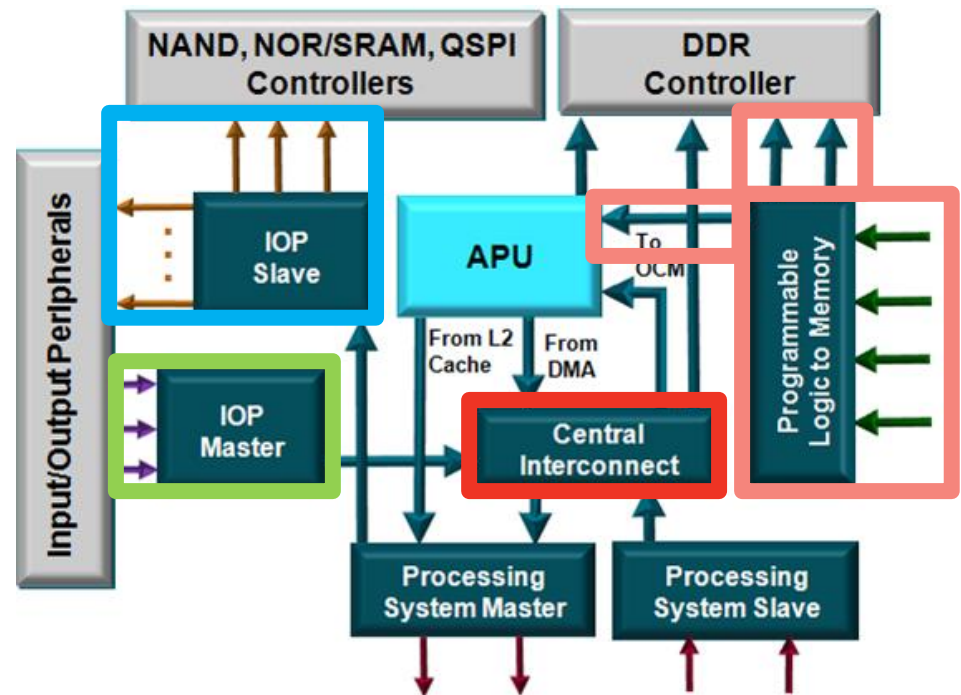 NAND, NOR/SRAM, QSPI
Controllers
DDR
Controller
Input/Output Peripherals
IOP
Slave
APU
To
OCM
Programmable
Logic to Memory
From L2
Cache
From
DMA
IOP
Master
Central
Interconnect
Processing
System Master
Processing
System Slave